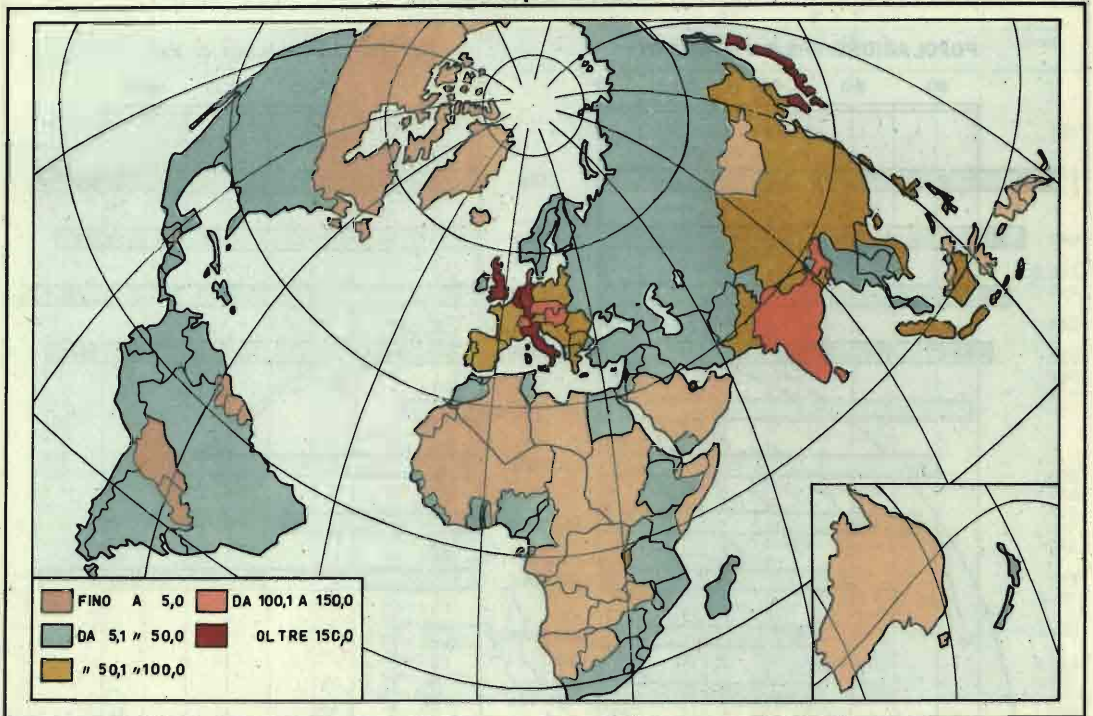 FINO A 5,0
DA 5,1 " 50,0
" 50,1 " 100,0
DA 100,1 A 150,0
OLTRE 150,0